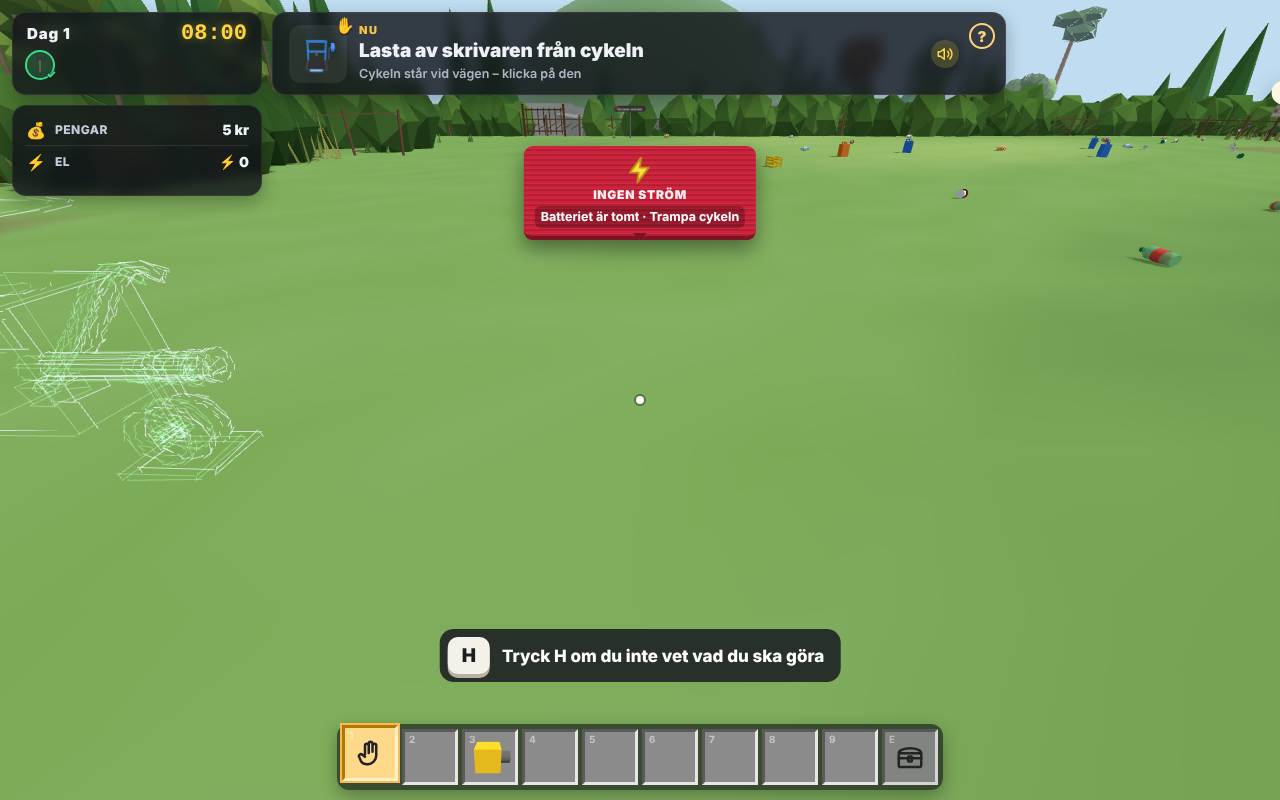 Dag 1
08:00
NU
Lasta av skrivaren från cykeln
Cykeln står vid vägen – klicka på den
?
PENGAR
5 kr
EL
0
INGEN STRÖM
Batteriet är tomt · Trampa cykeln
H
Tryck H om du inte vet vad du ska göra
1
2
3
4
5
6
7
8
9
E